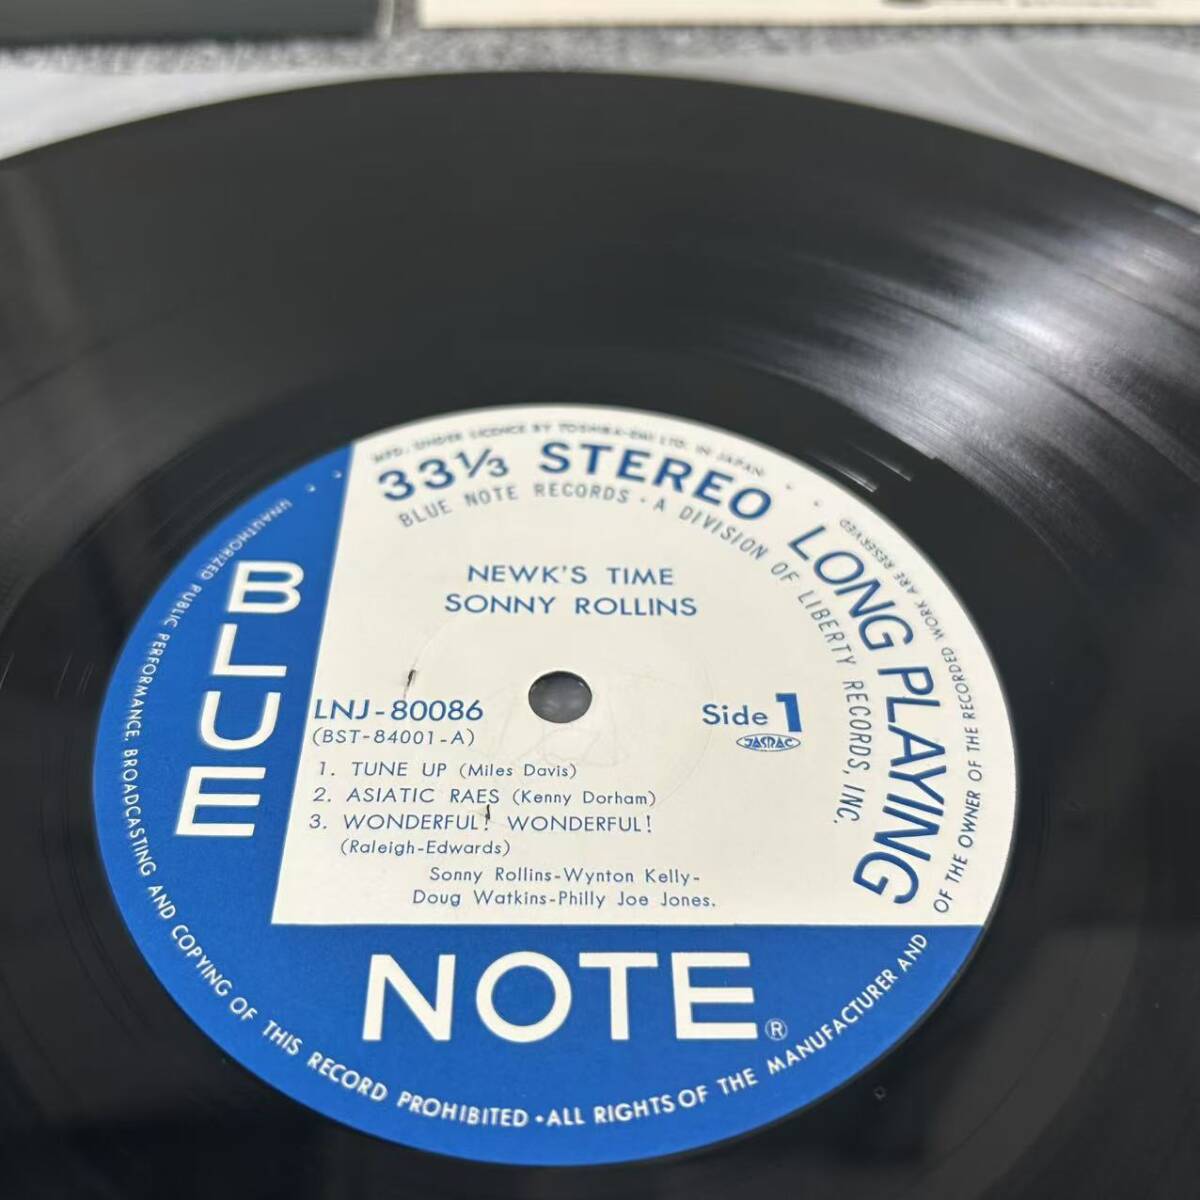 MFD. UNDER LICENCE BY TOSHIBA-EMI LTD. IN JAPAN
33⅓ STEREO LONG PLAYING
BLUE NOTE RECORDS · A DIVISION OF LIBERTY RECORDS, INC.
NEWK'S TIME
SONNY ROLLINS
LNJ-80086
(BST-84001-A)
Side 1
JASRAC
1. TUNE UP (Miles Davis)
2. ASIATIC RAES (Kenny Dorham)
3. WONDERFUL! WONDERFUL!
(Raleigh-Edwards)
Sonny Rollins-Wynton Kelly-
Doug Watkins-Philly Joe Jones.
BLUE
NOTE®
UNAUTHORIZED PUBLIC PERFORMANCE, BROADCASTING AND COPYING OF THIS RECORD PROHIBITED · ALL RIGHTS OF THE MANUFACTURER AND OF THE OWNER OF THE RECORDED WORK ARE RESERVED